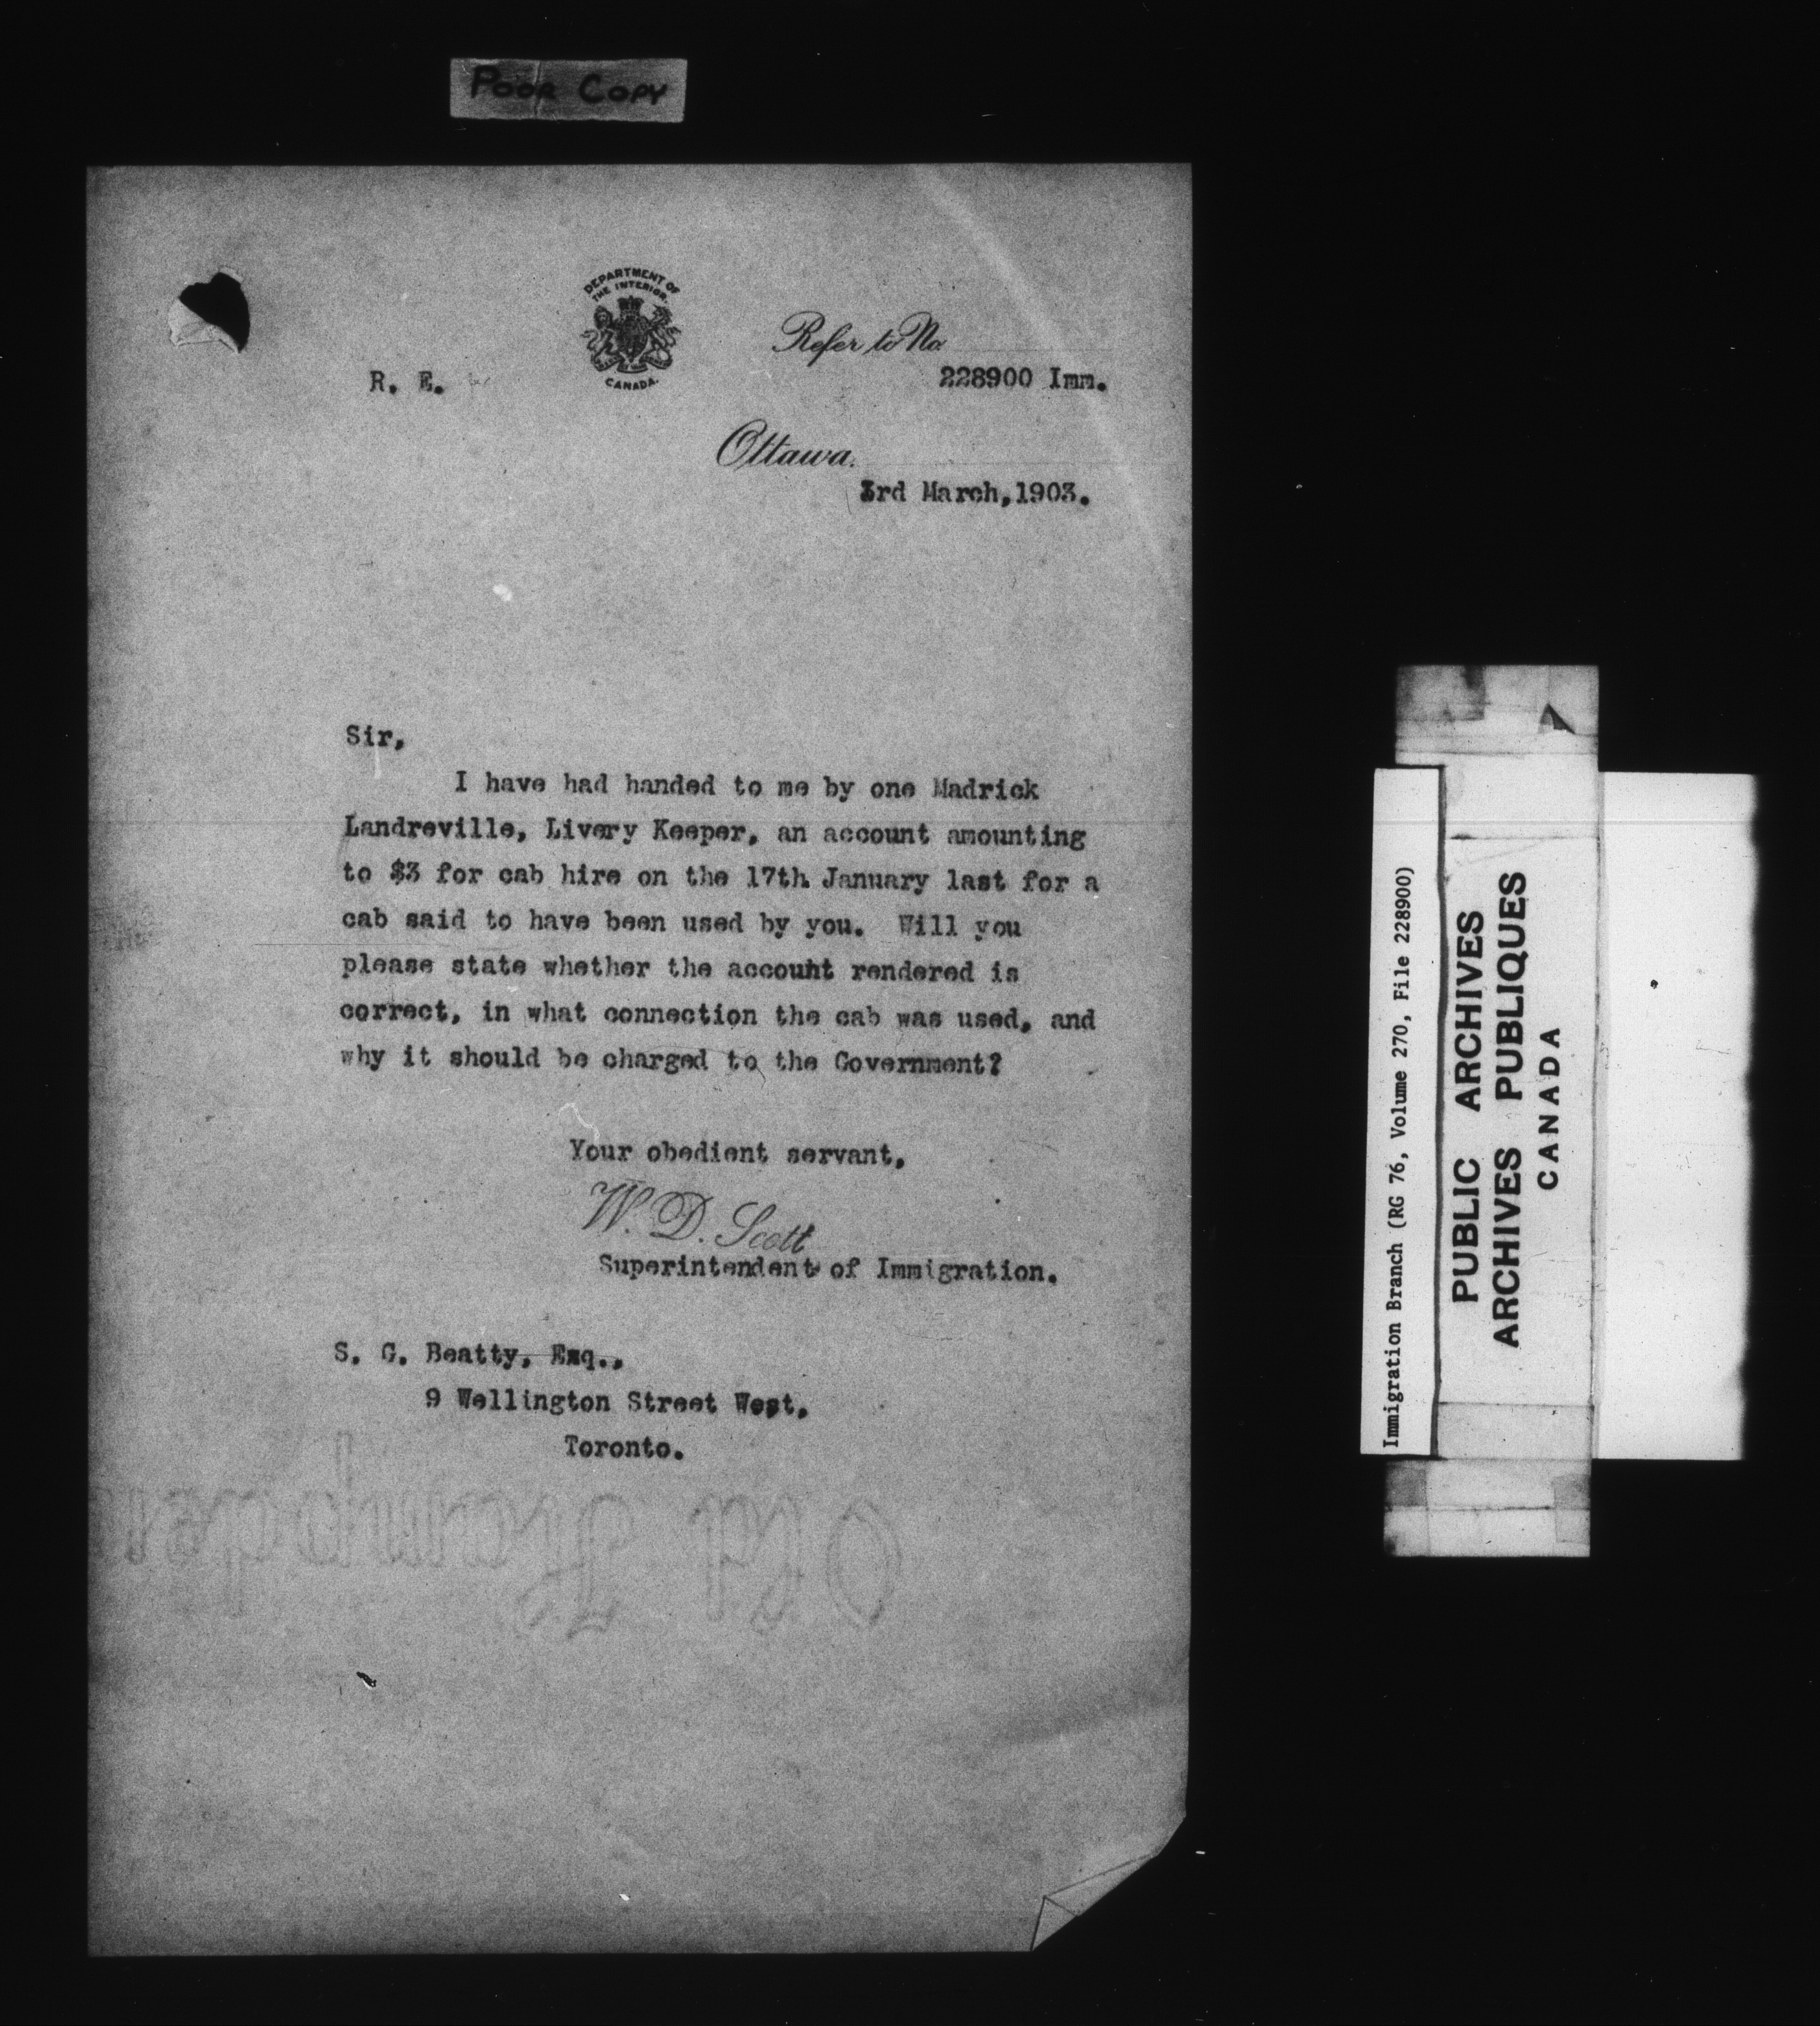 POOR COPY
DEPARTMENT OF
THE INTERIOR.
CANADA.
Refer to No.
R. E.
228900 Imm.
Ottawa.
3rd March, 1903.
Sir,
I have had handed to me by one Madrick
Landreville, Livery Keeper, an account amounting
to $3 for cab hire on the 17th January last for a
cab said to have been used by you. Will you
please state whether the account rendered is
correct, in what connection the cab was used, and
why it should be charged to the Government?
Your obedient servant,
W. D. Scott
Superintendent of Immigration.
S. G. Beatty, Esq.,
9 Wellington Street West,
Toronto.
Immigration Branch (RG 76, Volume 270, File 228900)
PUBLIC ARCHIVES
ARCHIVES PUBLIQUES
CANADA